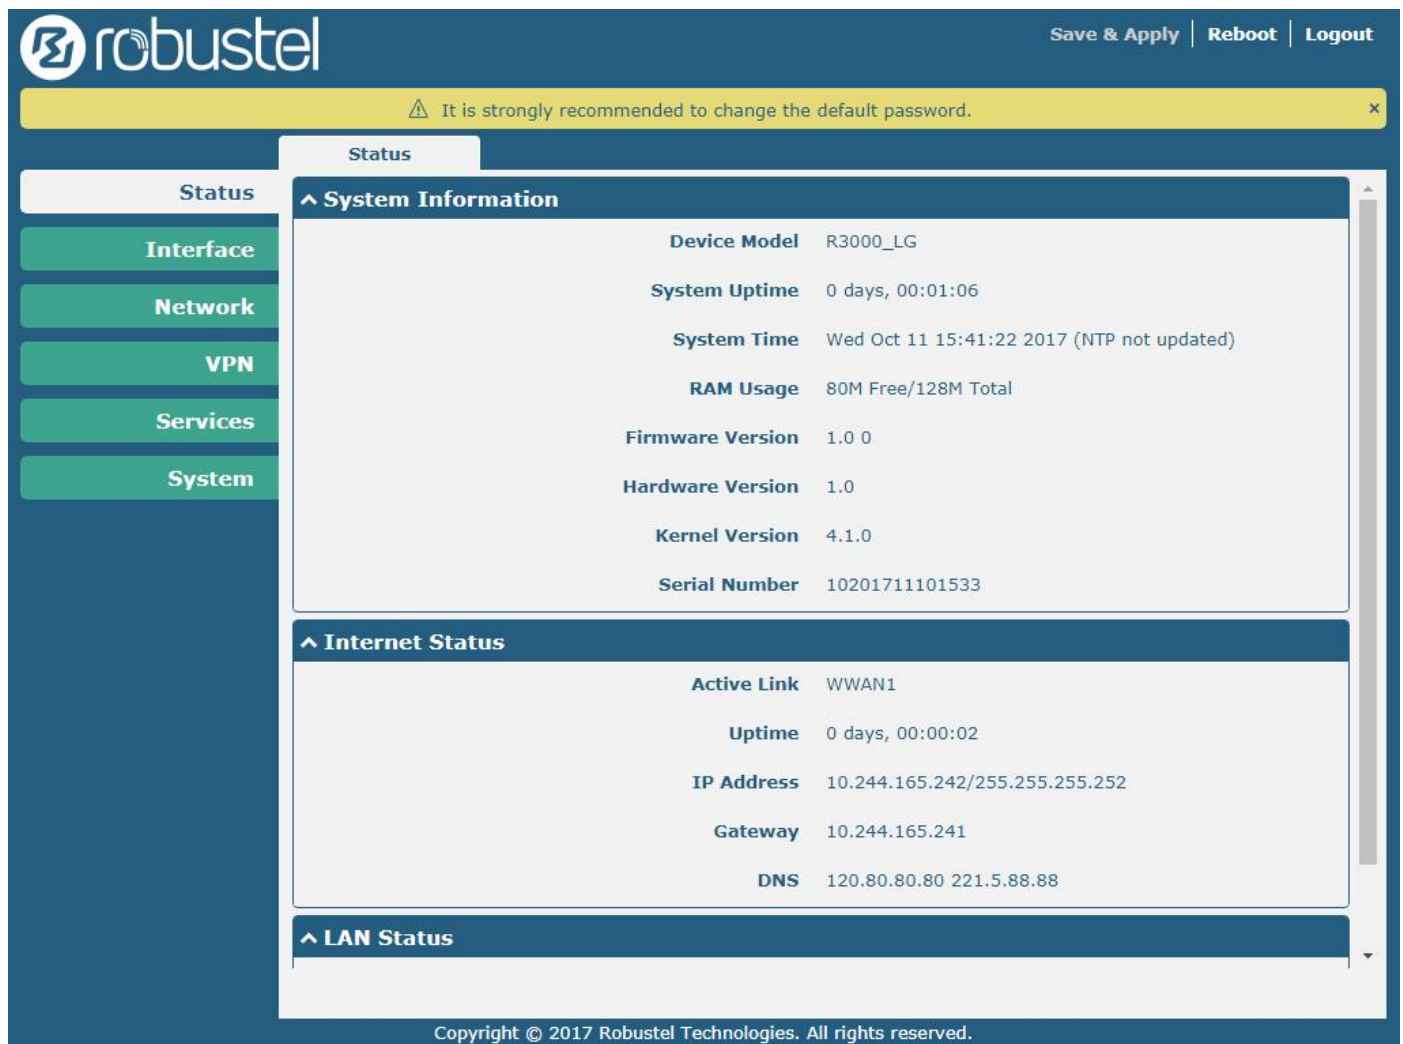 robustel
Save & Apply | Reboot | Logout
⚠ It is strongly recommended to change the default password. ×
Status
Status
Interface
Network
VPN
Services
System
System Information
Device Model R3000_LG
System Uptime 0 days, 00:01:06
System Time Wed Oct 11 15:41:22 2017 (NTP not updated)
RAM Usage 80M Free/128M Total
Firmware Version 1.0 0
Hardware Version 1.0
Kernel Version 4.1.0
Serial Number 10201711101533
Internet Status
Active Link WWAN1
Uptime 0 days, 00:00:02
IP Address 10.244.165.242/255.255.255.252
Gateway 10.244.165.241
DNS 120.80.80.80 221.5.88.88
LAN Status
Copyright © 2017 Robustel Technologies. All rights reserved.